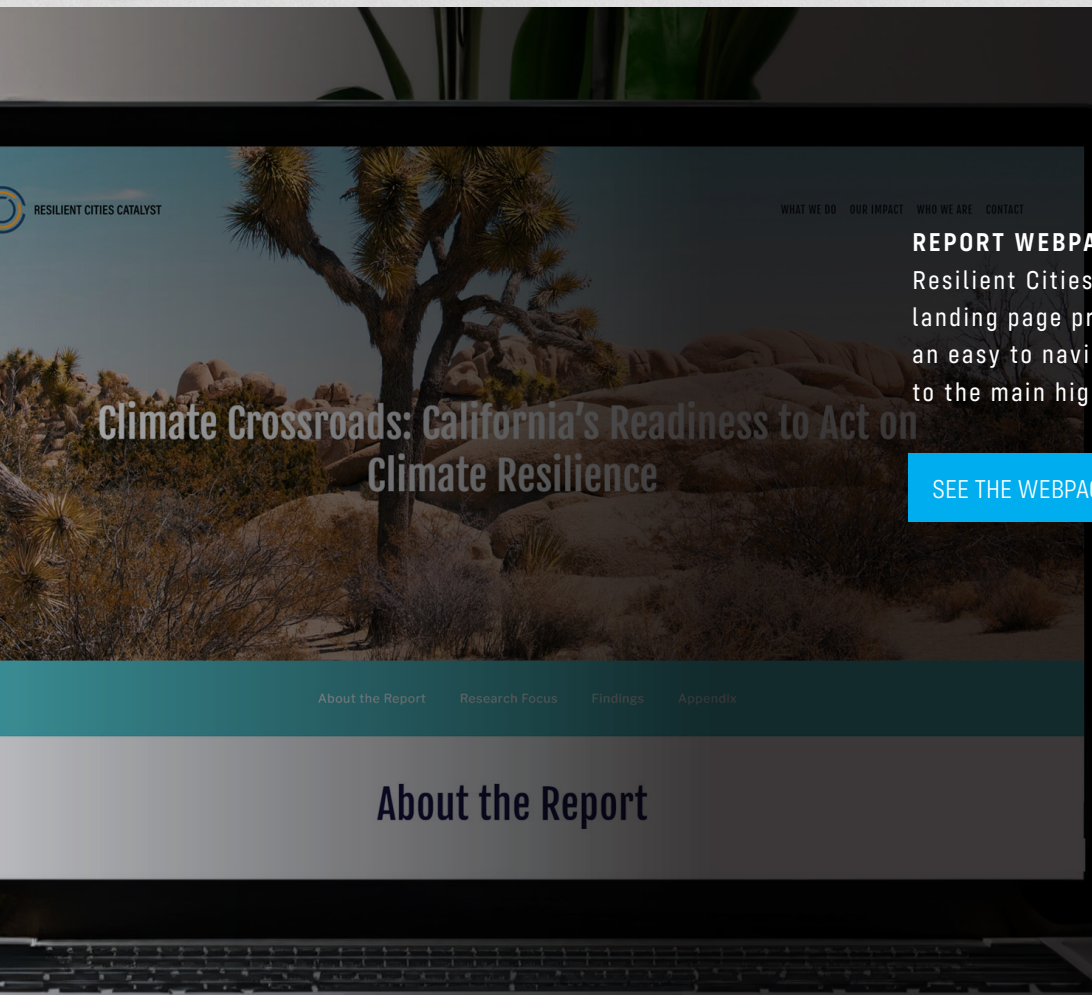 RESILIENT CITIES CATALYST
WHAT WE DO OUR IMPACT WHO WE ARE CONTACT
Climate Crossroads: California's Readiness to Act on
Climate Resilience
About the Report Research Focus Findings Appendix
About the Report
REPORT WEBPA
Resilient Cities
landing page pr
an easy to navi
to the main hig
SEE THE WEBPA